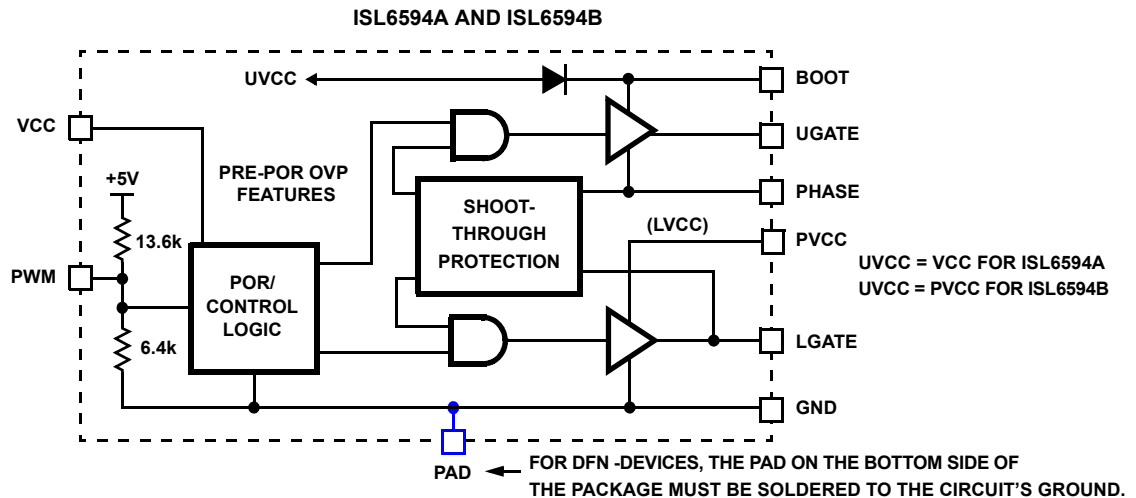 ISL6594A AND ISL6594B
UVCC
BOOT
VCC
UGATE
+5V
PRE-POR OVP
FEATURES
PHASE
SHOOT-
THROUGH
PROTECTION
(LVCC)
13.6k
PVCC
PWM
POR/
CONTROL
LOGIC
UVCC = VCC FOR ISL6594A
UVCC = PVCC FOR ISL6594B
6.4k
LGATE
GND
PAD
FOR DFN -DEVICES, THE PAD ON THE BOTTOM SIDE OF
THE PACKAGE MUST BE SOLDERED TO THE CIRCUIT'S GROUND.